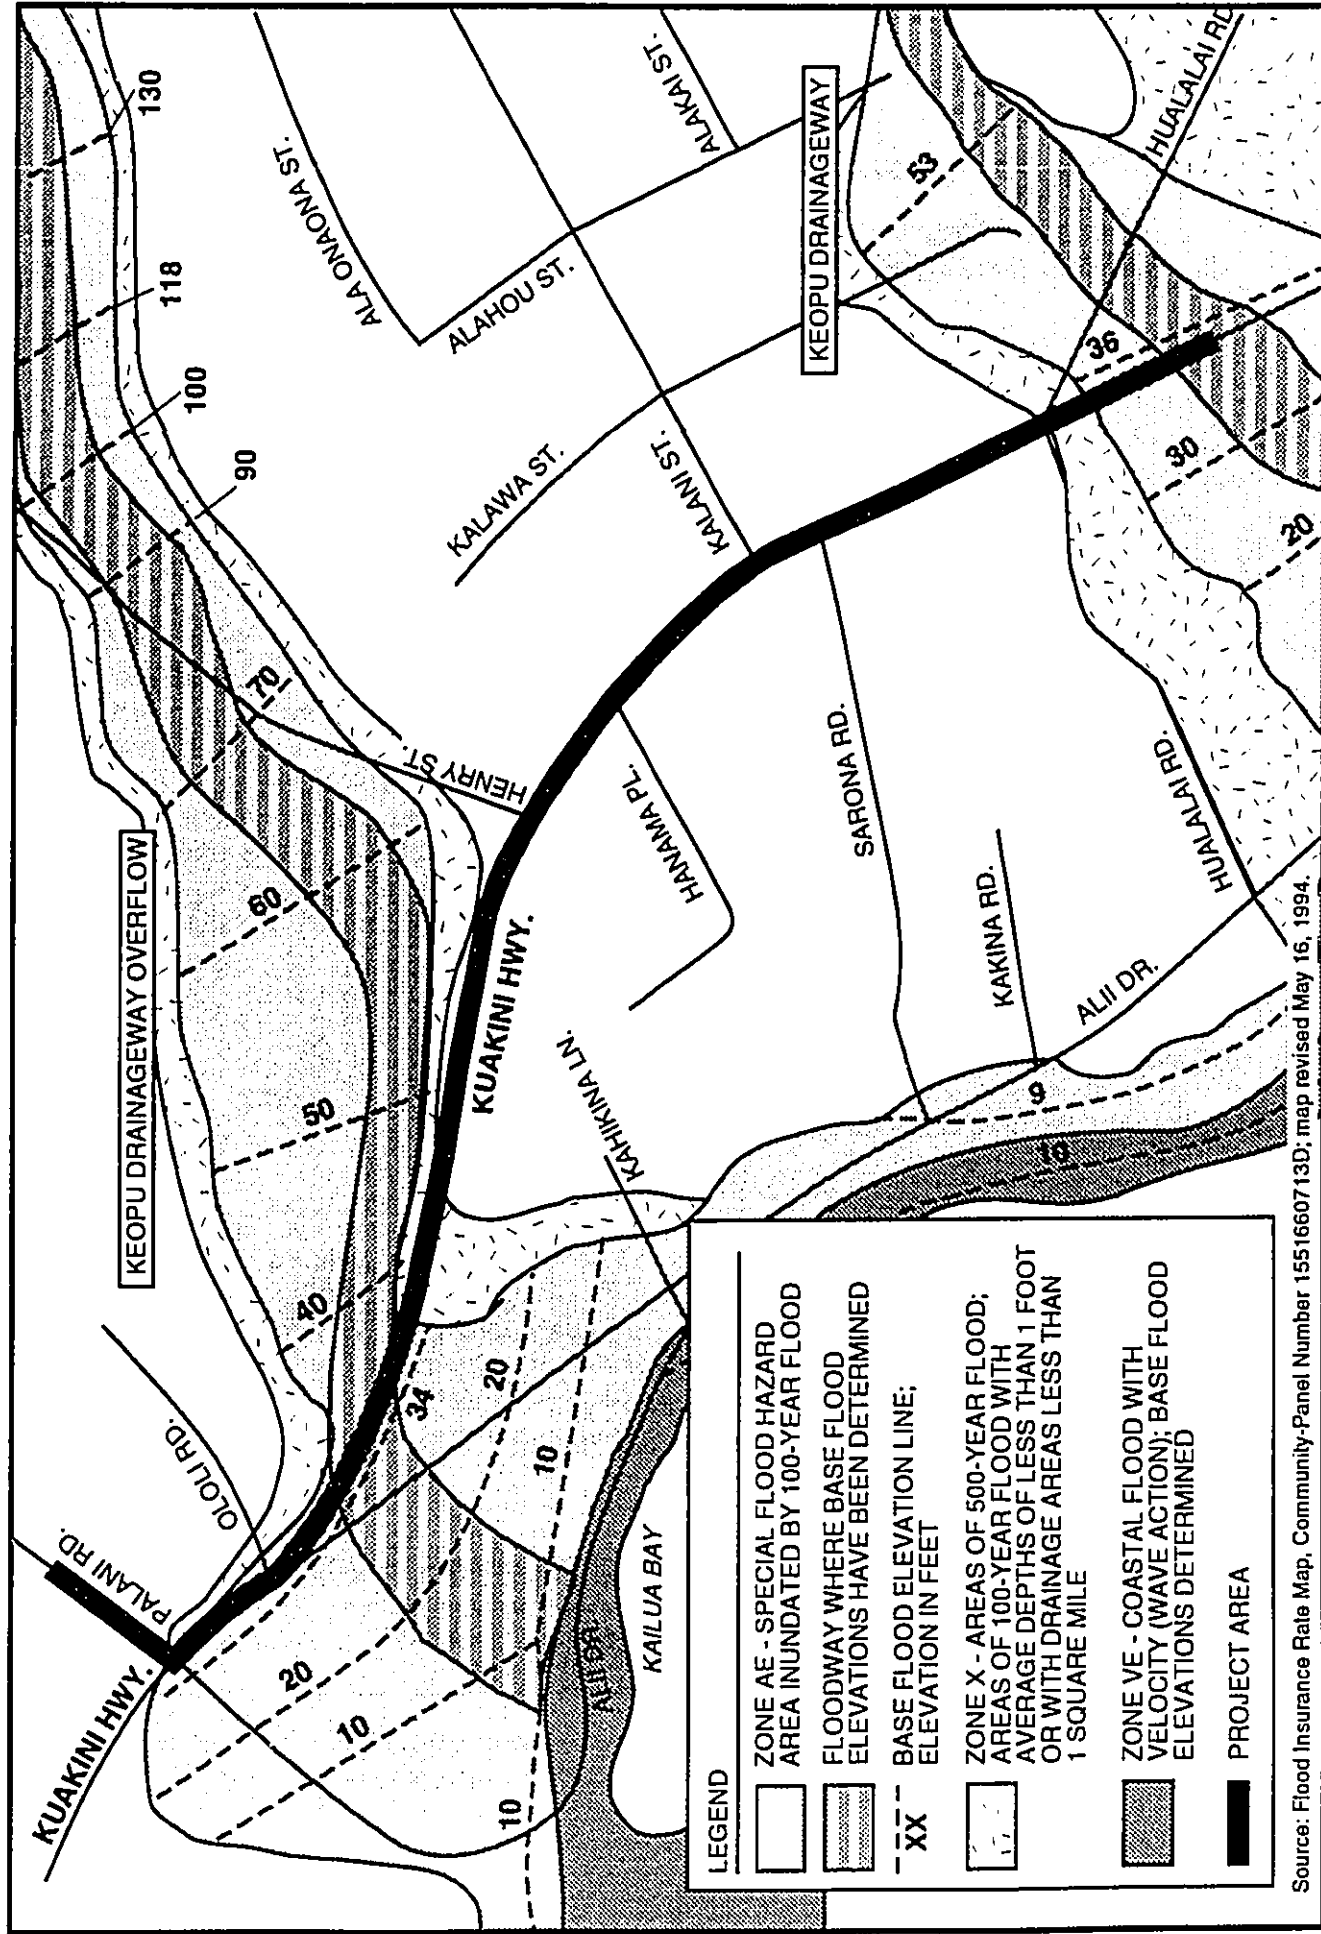 KUAKINI HWY.
PALANI RD.
OLOLI RD.
KEOPU DRAINAGEWAY OVERFLOW
40
50
60
70
90
100
118
130
HENRY ST.
KUAKINI HWY.
ALA ONAONA ST.
ALAHOU ST.
ALAKAI ST.
KALAWA ST.
KALANI ST.
KEOPU DRAINAGEWAY
53
36
30
20
HUALALAI RD.
HANAMA PL.
SARONA RD.
KAKINA RD.
HUALALAI RD.
ALII DR.
KAHIKINA LN.
9
10
34
20
10
20
10
10
ALII DR.
KAILUA BAY
LEGEND
ZONE AE - SPECIAL FLOOD HAZARD
AREA INUNDATED BY 100-YEAR FLOOD
FLOODWAY WHERE BASE FLOOD
ELEVATIONS HAVE BEEN DETERMINED
XX
BASE FLOOD ELEVATION LINE;
ELEVATION IN FEET
ZONE X - AREAS OF 500-YEAR FLOOD;
AREAS OF 100-YEAR FLOOD WITH
AVERAGE DEPTHS OF LESS THAN 1 FOOT
OR WITH DRAINAGE AREAS LESS THAN
1 SQUARE MILE
ZONE VE - COASTAL FLOOD WITH
VELOCITY (WAVE ACTION); BASE FLOOD
ELEVATIONS DETERMINED
PROJECT AREA
Source: Flood Insurance Rate Map, Community-Panel Number 1551660713D; map revised May 16, 1994.